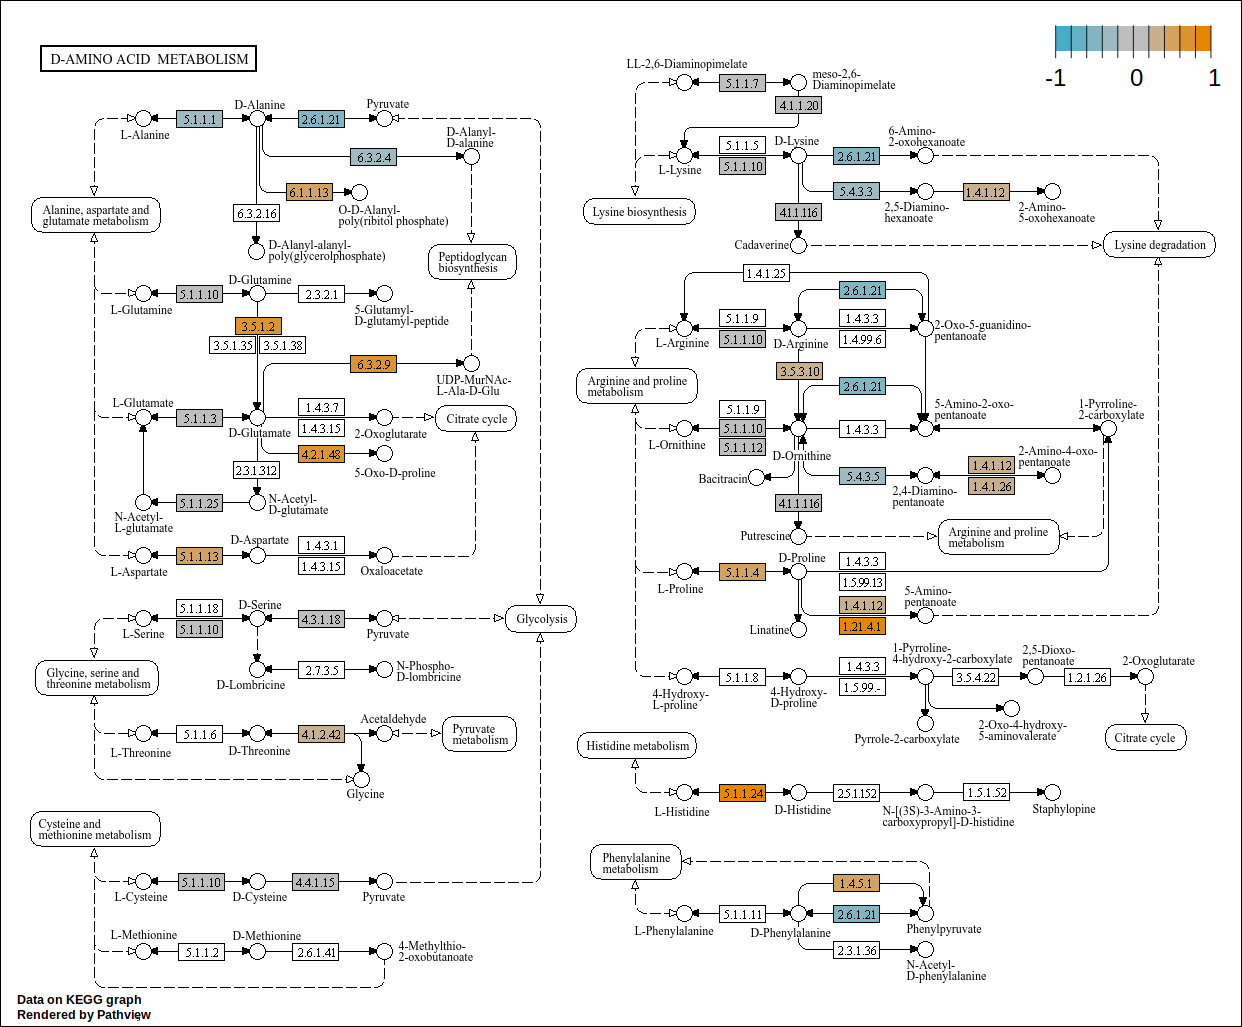 D-AMINO ACID METABOLISM
-1
0
1
D-Alanine
Pyruvate
5.1.1.1
2.6.1.21
L-Alanine
D-Alanyl-
D-alanine
6.3.2.4
6.1.1.13
O-D-Alanyl-
poly(ribitol phosphate)
6.3.2.16
Alanine, aspartate and
glutamate metabolism
D-Alanyl-alanyl-
poly(glycerolphosphate)
Peptidoglycan
biosynthesis
D-Glutamine
5.1.1.10
2.3.2.1
L-Glutamine
5-Glutamyl-
D-glutamyl-peptide
3.5.1.2
3.5.1.35
3.5.1.38
6.3.2.9
UDP-MurNAc-
L-Ala-D-Glu
L-Glutamate
5.1.1.3
D-Glutamate
1.4.3.7
1.4.3.15
2-Oxoglutarate
Citrate cycle
4.2.1.48
5-Oxo-D-proline
2.3.1.312
5.1.1.25
N-Acetyl-
D-glutamate
N-Acetyl-
L-glutamate
D-Aspartate
5.1.1.13
1.4.3.1
1.4.3.15
L-Aspartate
Oxaloacetate
D-Serine
5.1.1.18
5.1.1.10
4.3.1.18
L-Serine
Pyruvate
Glycolysis
2.7.3.5
N-Phospho-
D-lombricine
D-Lombricine
Glycine, serine and
threonine metabolism
Acetaldehyde
5.1.1.6
4.1.2.42
L-Threonine
D-Threonine
Pyruvate
metabolism
Glycine
Cysteine and
methionine metabolism
5.1.1.10
4.4.1.15
L-Cysteine
D-Cysteine
Pyruvate
L-Methionine
D-Methionine
5.1.1.2
2.6.1.41
4-Methylthio-
2-oxobutanoate
LL-2,6-Diaminopimelate
meso-2,6-
Diaminopimelate
5.1.1.7
4.1.1.20
5.1.1.5
5.1.1.10
D-Lysine
L-Lysine
2.6.1.21
6-Amino-
2-oxohexanoate
5.4.3.3
2,5-Diamino-
hexanoate
1.4.1.12
2-Amino-
5-oxohexanoate
Lysine biosynthesis
4.1.1.116
Cadaverine
Lysine degradation
1.4.1.25
2.6.1.21
5.1.1.9
5.1.1.10
L-Arginine
D-Arginine
1.4.3.3
1.4.99.6
2-Oxo-5-guanidino-
pentanoate
3.5.3.10
Arginine and proline
metabolism
2.6.1.21
5-Amino-2-oxo-
pentanoate
1-Pyrroline-
2-carboxylate
5.1.1.9
5.1.1.10
5.1.1.12
1.4.3.3
L-Ornithine
D-Ornithine
Bacitracin
5.4.3.5
2,4-Diamino-
pentanoate
1.4.1.12
1.4.1.26
2-Amino-4-oxo-
pentanoate
4.1.1.116
Putrescine
Arginine and proline
metabolism
D-Proline
5.1.1.4
L-Proline
1.4.3.3
1.5.99.13
1.4.1.12
1.21.4.1
5-Amino-
pentanoate
Linatine
5.1.1.8
4-Hydroxy-
L-proline
4-Hydroxy-
D-proline
1.4.3.3
1.5.99.-
1-Pyrroline-
4-hydroxy-2-carboxylate
3.5.4.22
2,5-Dioxo-
pentanoate
1.2.1.26
2-Oxoglutarate
Pyrrole-2-carboxylate
2-Oxo-4-hydroxy-
5-aminovalerate
Citrate cycle
Histidine metabolism
5.1.1.24
2.5.1.152
1.5.1.52
L-Histidine
D-Histidine
N-[(3S)-3-Amino-3-
carboxypropyl]-D-histidine
Staphylopine
Phenylalanine
metabolism
1.4.5.1
5.1.1.11
2.6.1.21
L-Phenylalanine
D-Phenylalanine
Phenylpyruvate
2.3.1.36
N-Acetyl-
D-phenylalanine
Data on KEGG graph
Rendered by Pathview